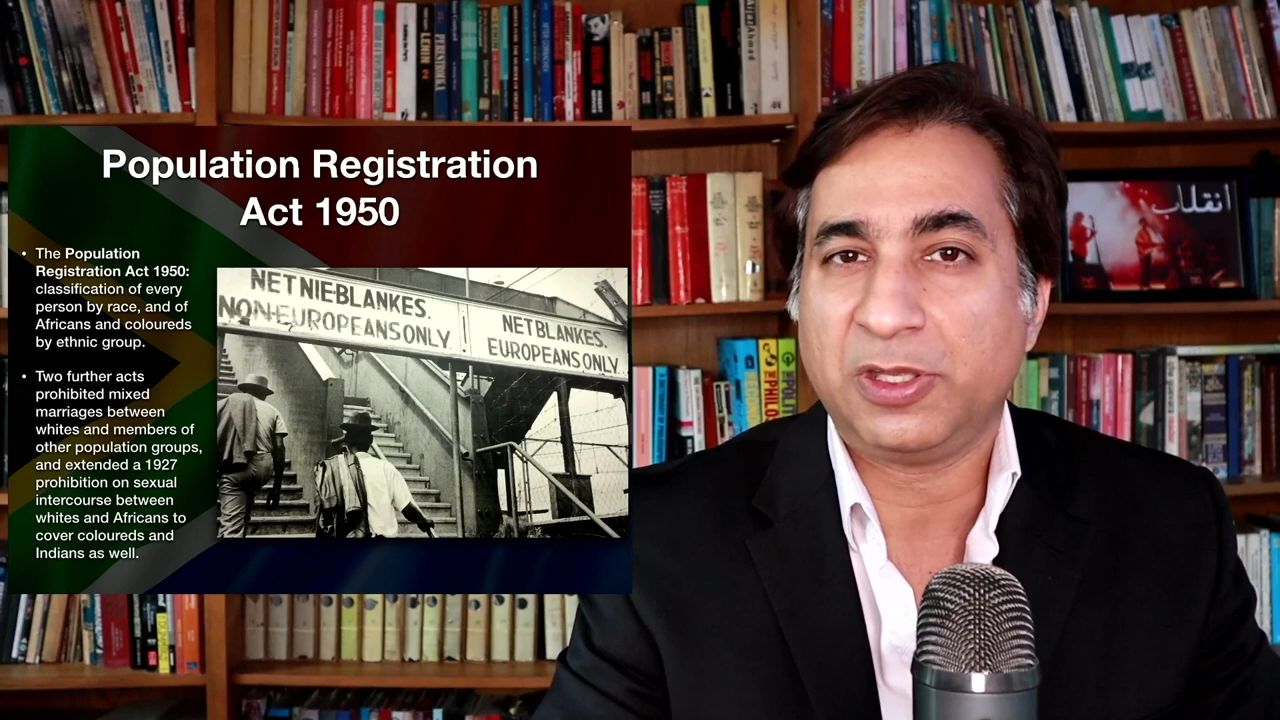 LENIN
Ahmad
Population Registration
Act 1950
• The Population
Registration Act 1950:
classification of every
person by race, and of
Africans and coloureds
by ethnic group.
• Two further acts
prohibited mixed
marriages between
whites and members of
other population groups,
and extended a 1927
prohibition on sexual
intercourse between
whites and Africans to
cover coloureds and
Indians as well.
NET NIE-BLANKES.
NON-EUROPEANS ONLY.
NET BLANKES.
EUROPEANS ONLY.
انقلاب